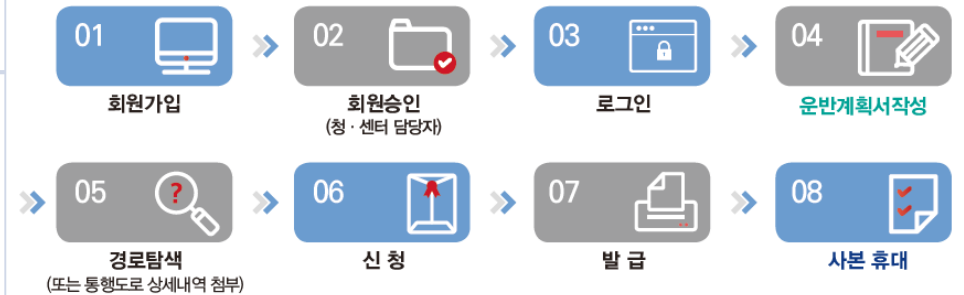 01
회원가입
02
회원승인
(청 · 센터 담당자)
03
로그인
04
운반계획서작성
05
?
경로탐색
(또는 통행도로 상세내역 첨부)
06
신 청
07
발 급
08
사본 휴대